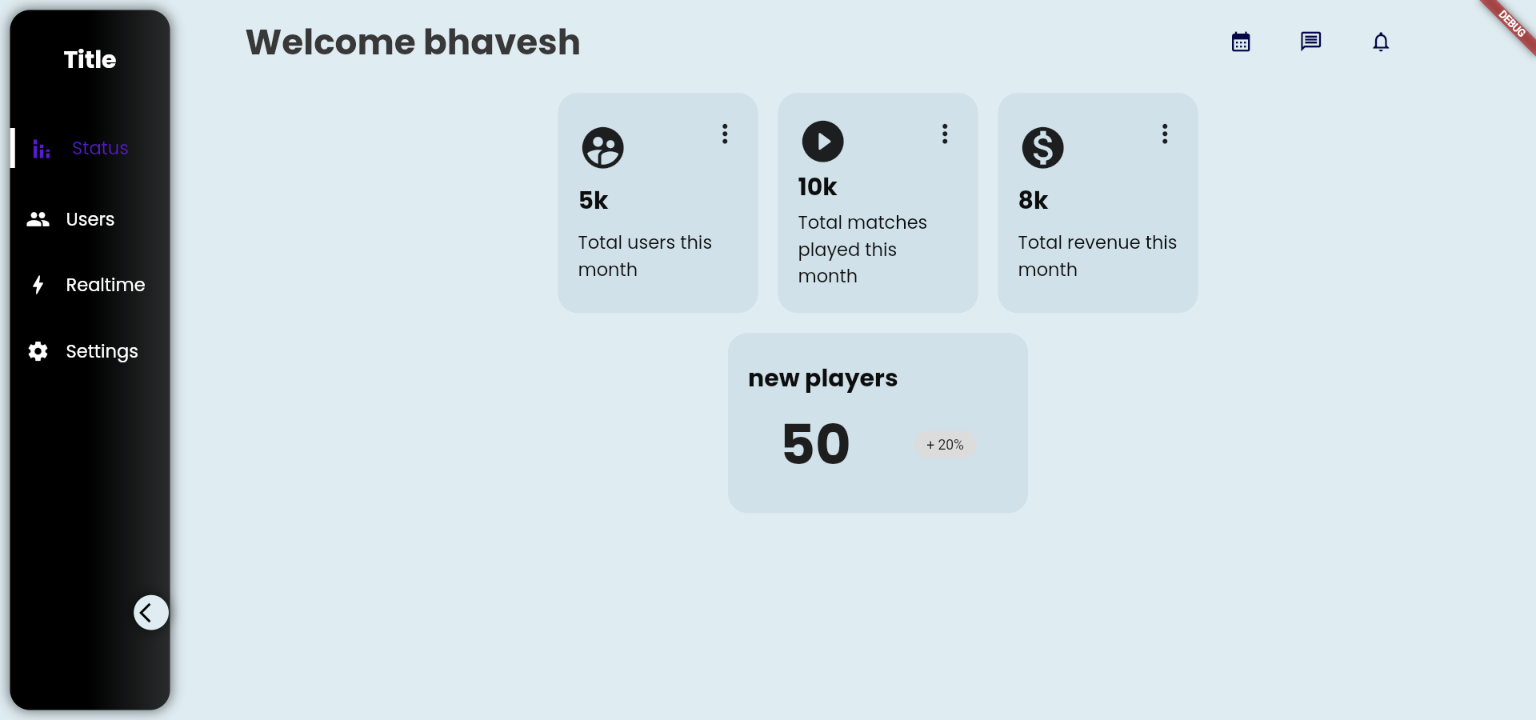 Title
Status
Users
Realtime
Settings
Welcome bhavesh
DEBUG
5k
Total users this
month
10k
Total matches
played this
month
8k
Total revenue this
month
new players
50
+ 20%